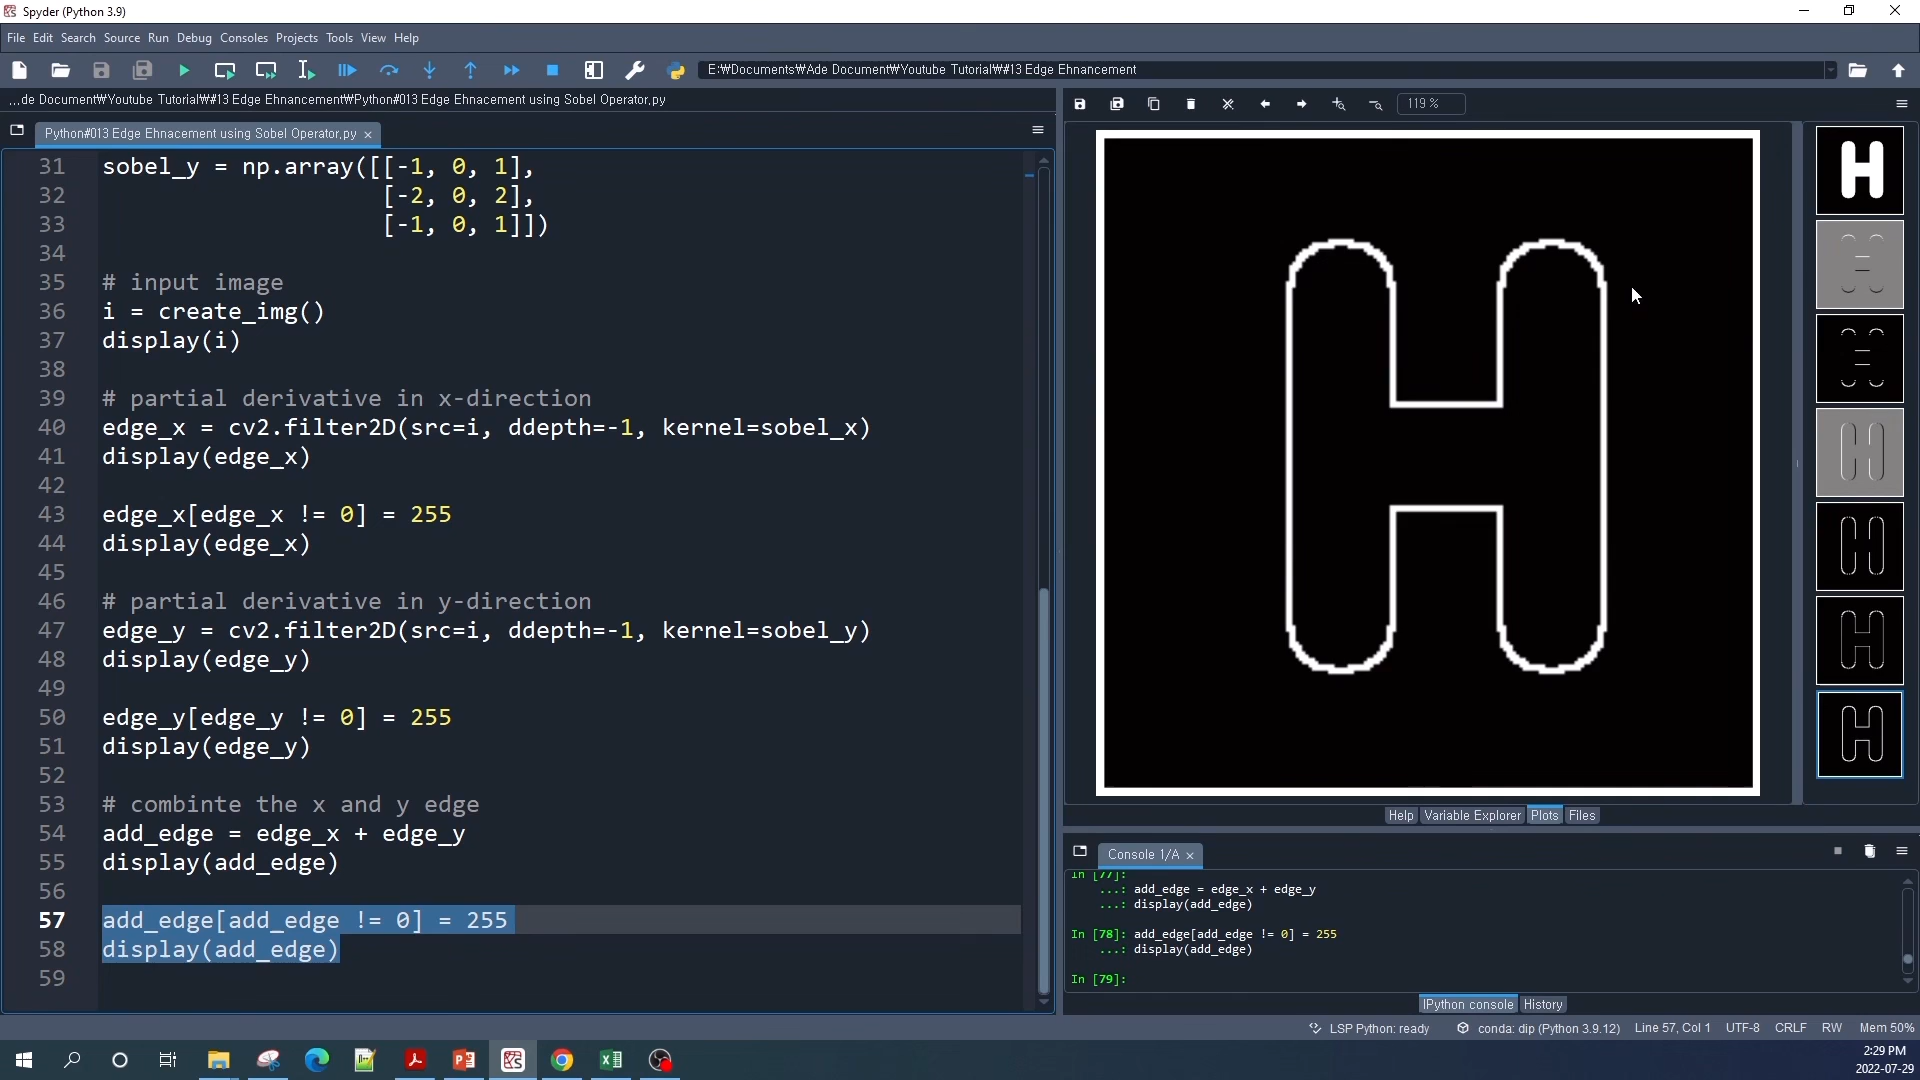 Spyder (Python 3.9)
File Edit Search Source Run Debug Consoles Projects Tools View Help
E:₩Documents₩Ade Document₩Youtube Tutorial₩#13 Edge Ehnancement
...de Document₩Youtube Tutorial₩#13 Edge Ehnancement₩Python#013 Edge Ehnacement using Sobel Operator.py
119 %
Python#013 Edge Ehnacement using Sobel Operator.py
31 sobel_y = np.array([[-1, 0, 1],
32 [-2, 0, 2],
33 [-1, 0, 1]])
34
35 # input image
36 i = create_img()
37 display(i)
38
39 # partial derivative in x-direction
40 edge_x = cv2.filter2D(src=i, ddepth=-1, kernel=sobel_x)
41 display(edge_x)
42
43 edge_x[edge_x != 0] = 255
44 display(edge_x)
45
46 # partial derivative in y-direction
47 edge_y = cv2.filter2D(src=i, ddepth=-1, kernel=sobel_y)
48 display(edge_y)
49
50 edge_y[edge_y != 0] = 255
51 display(edge_y)
52
53 # combinte the x and y edge
54 add_edge = edge_x + edge_y
55 display(add_edge)
56
57 add_edge[add_edge != 0] = 255
58 display(add_edge)
59
H
Help Variable Explorer Plots Files
Console 1/A
In [77]:
...: add_edge = edge_x + edge_y
...: display(add_edge)
In [78]: add_edge[add_edge != 0] = 255
...: display(add_edge)
In [79]:
IPython console History
LSP Python: ready conda: dip (Python 3.9.12) Line 57, Col 1 UTF-8 CRLF RW Mem 50%
2:29 PM
2022-07-29